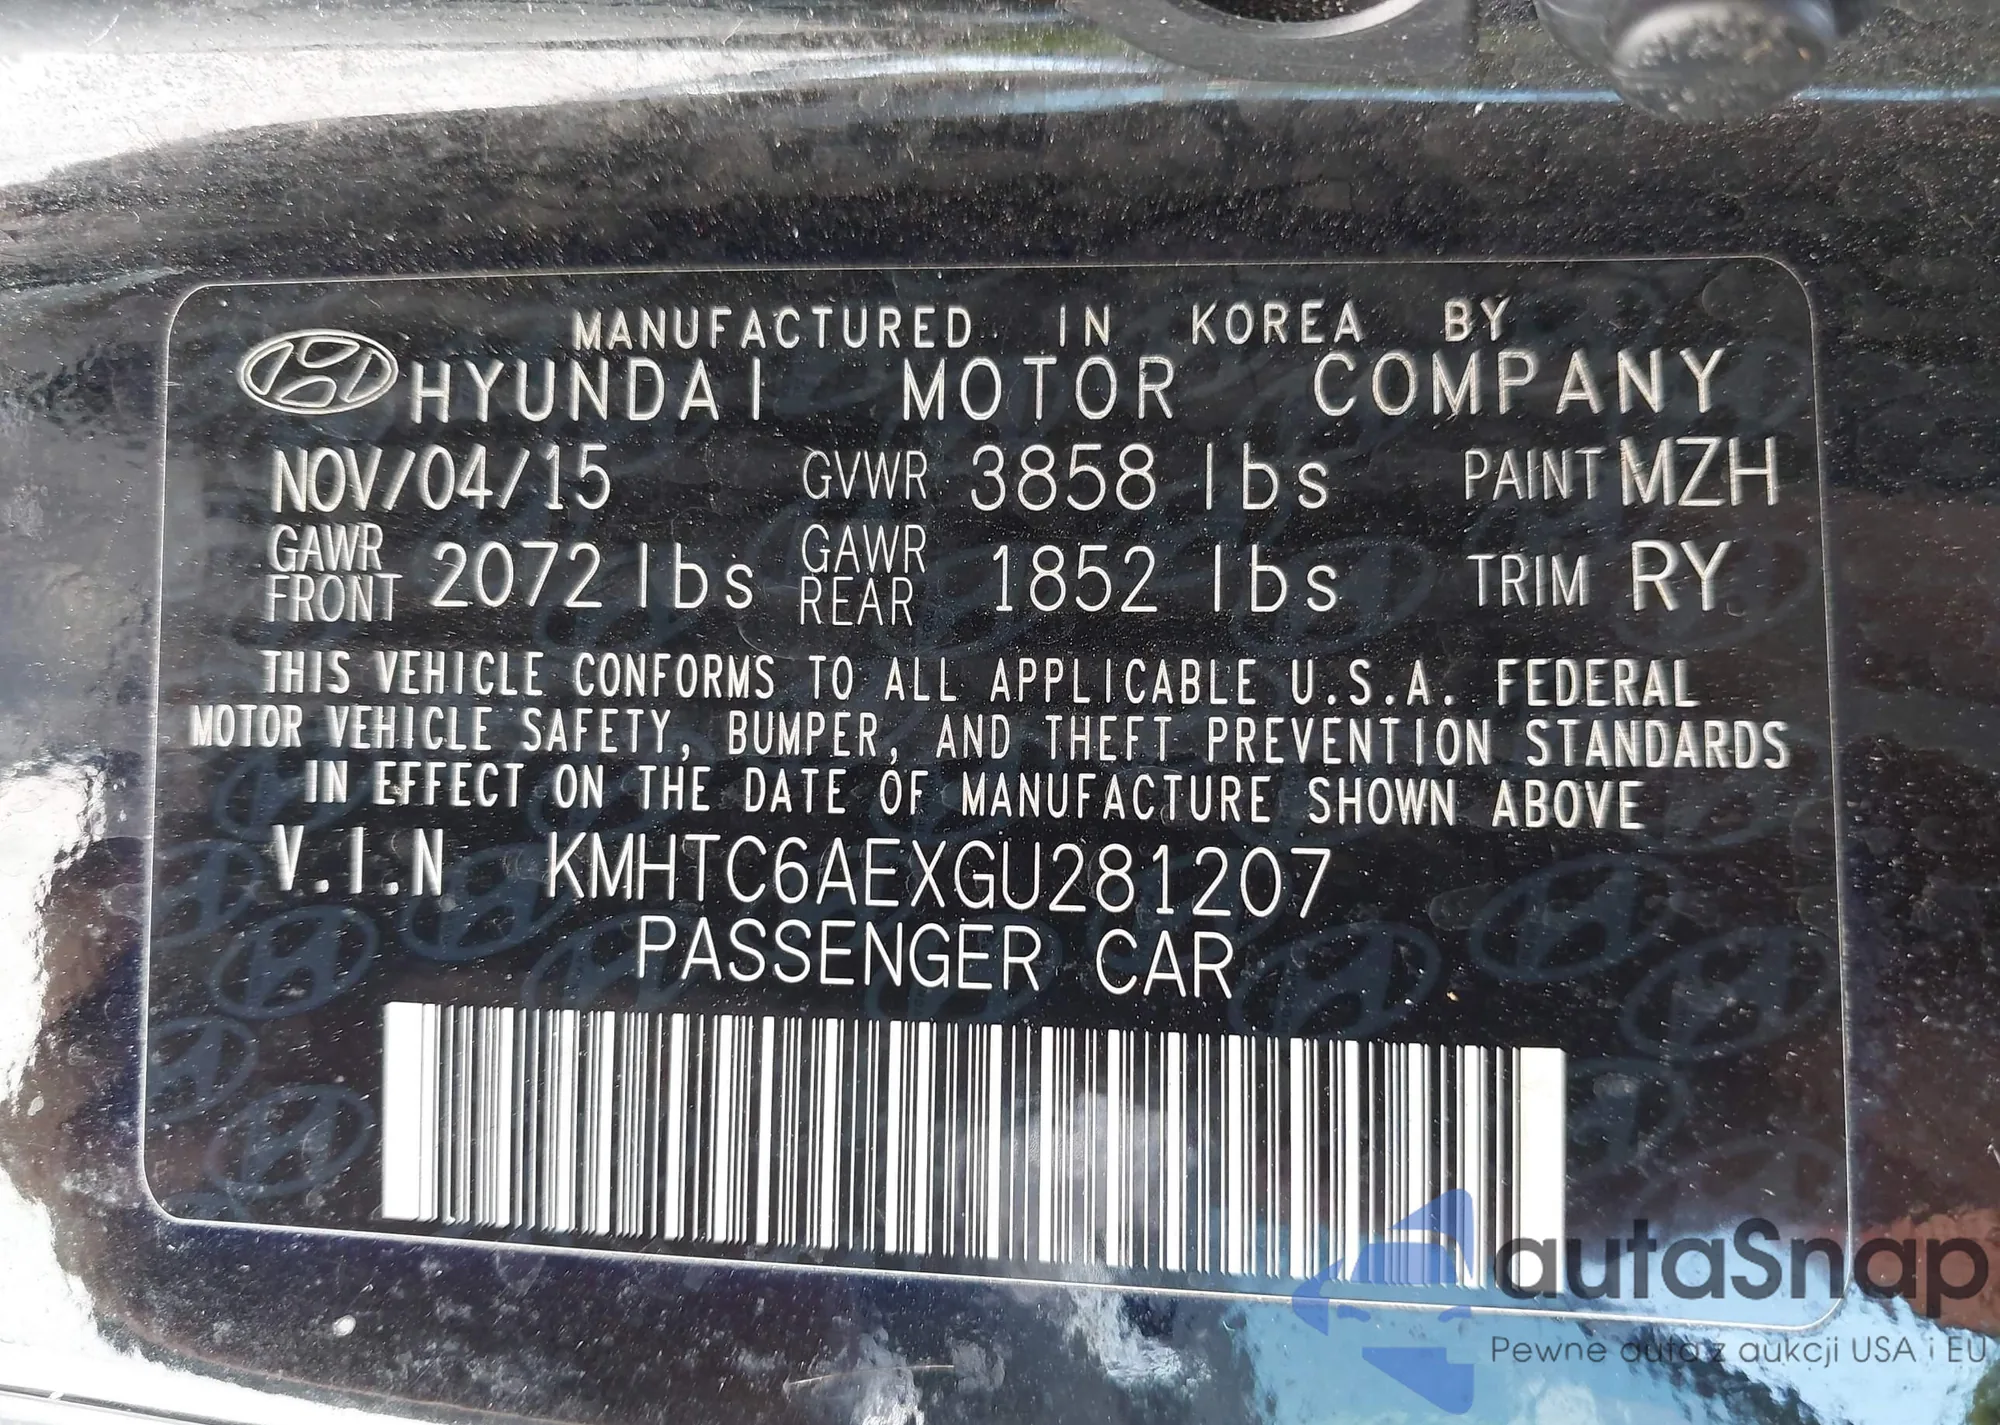 MANUFACTURED IN KOREA BY
HYUNDAI MOTOR COMPANY
NOV/04/15 GVWR 3858 lbs PAINT MZH
GAWR FRONT 2072 lbs GAWR REAR 1852 lbs TRIM RY
THIS VEHICLE CONFORMS TO ALL APPLICABLE U.S.A. FEDERAL
MOTOR VEHICLE SAFETY, BUMPER, AND THEFT PREVENTION STANDARDS
IN EFFECT ON THE DATE OF MANUFACTURE SHOWN ABOVE
V.I.N KMHTC6AEXGU281207
PASSENGER CAR
autaSnap
Pewne auta z aukcji USA i EU